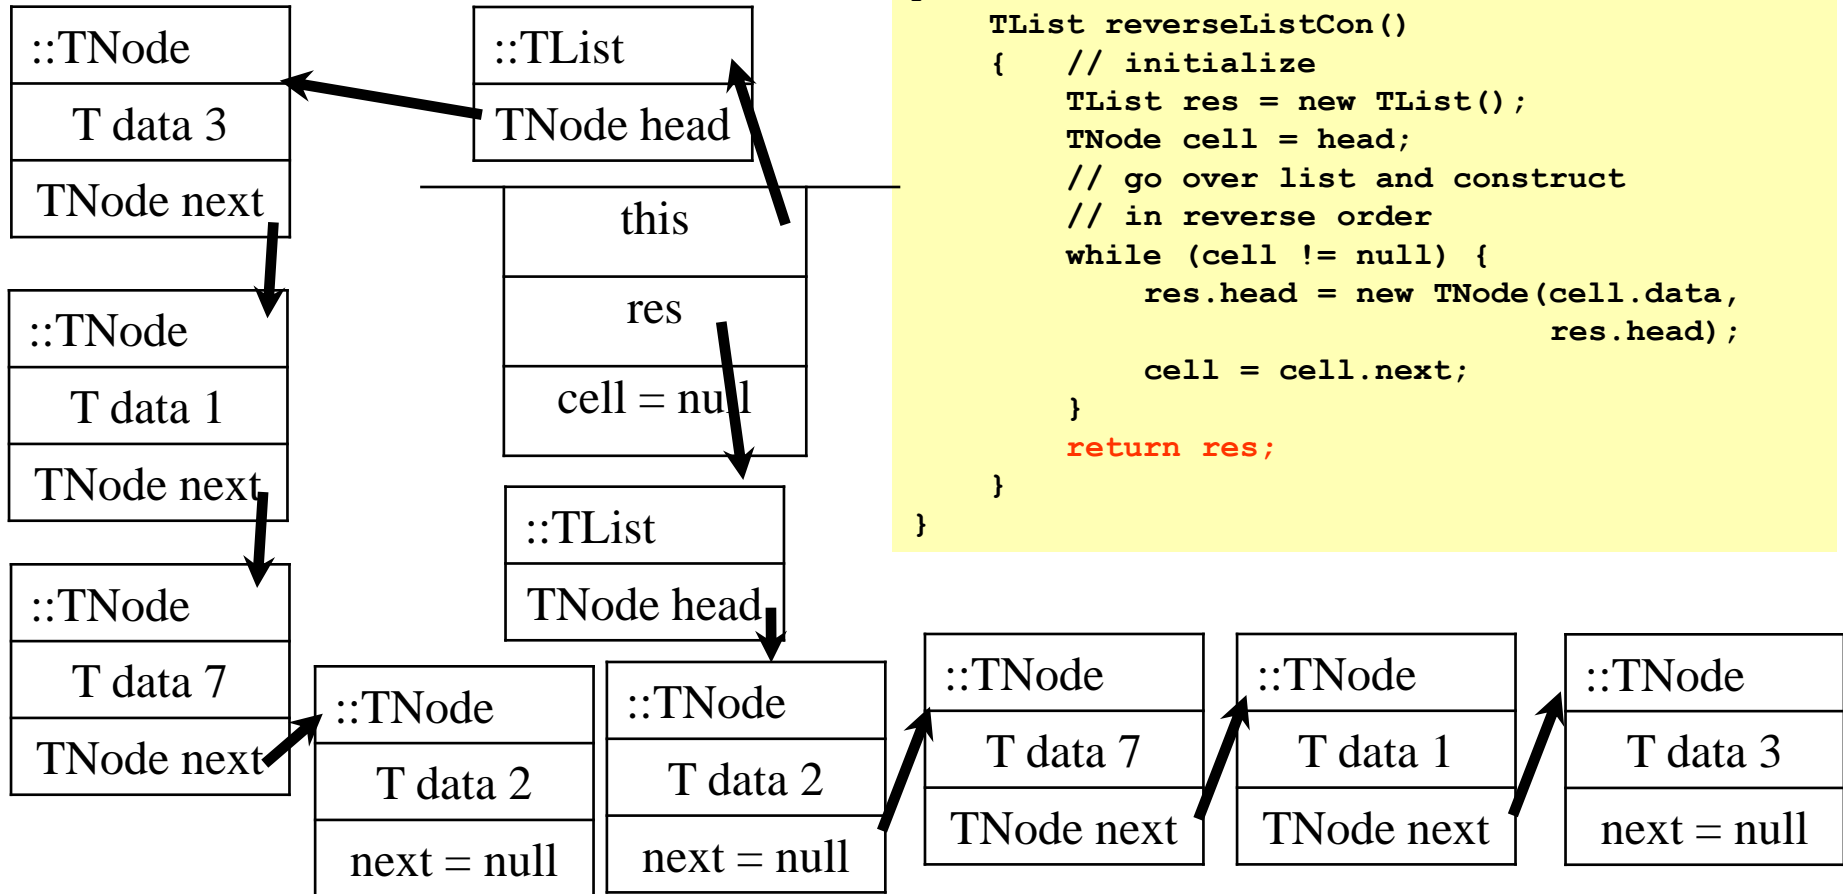 ::TNode
T data 3
TNode next
::TNode
T data 1
TNode next
::TNode
T data 7
TNode next
::TNode
T data 2
next = null
::TList
TNode head
this
res
cell = null
::TList
TNode head
::TNode
T data 2
next = null
::TNode
T data 7
TNode next
::TNode
T data 1
TNode next
::TNode
T data 3
next = null
TList reverseListCon()
{ // initialize
TList res = new TList();
TNode cell = head;
// go over list and construct
// in reverse order
while (cell != null) {
res.head = new TNode(cell.data,
res.head);
cell = cell.next;
}
return res;
}
}